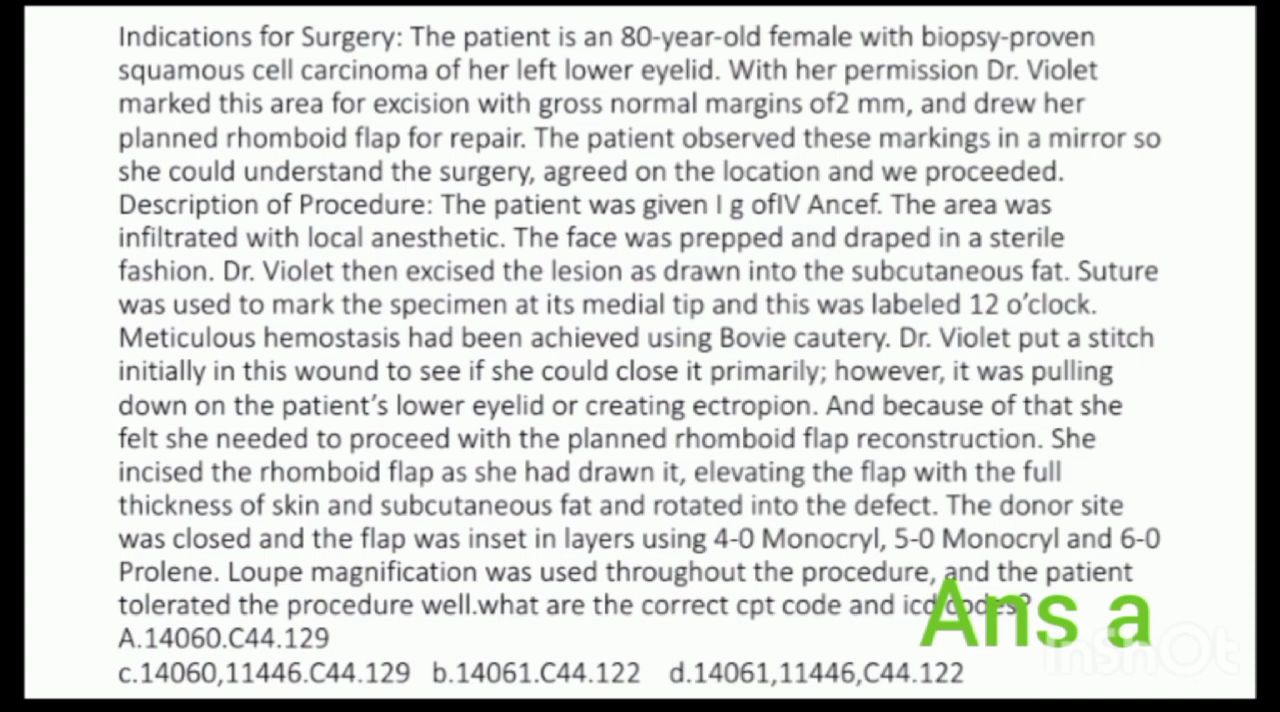 Indications for Surgery: The patient is an 80-year-old female with biopsy-proven
squamous cell carcinoma of her left lower eyelid. With her permission Dr. Violet
marked this area for excision with gross normal margins of2 mm, and drew her
planned rhomboid flap for repair. The patient observed these markings in a mirror so
she could understand the surgery, agreed on the location and we proceeded.
Description of Procedure: The patient was given I g ofIV Ancef. The area was
infiltrated with local anesthetic. The face was prepped and draped in a sterile
fashion. Dr. Violet then excised the lesion as drawn into the subcutaneous fat. Suture
was used to mark the specimen at its medial tip and this was labeled 12 o’clock.
Meticulous hemostasis had been achieved using Bovie cautery. Dr. Violet put a stitch
initially in this wound to see if she could close it primarily; however, it was pulling
down on the patient’s lower eyelid or creating ectropion. And because of that she
felt she needed to proceed with the planned rhomboid flap reconstruction. She
incised the rhomboid flap as she had drawn it, elevating the flap with the full
thickness of skin and subcutaneous fat and rotated into the defect. The donor site
was closed and the flap was inset in layers using 4-0 Monocryl, 5-0 Monocryl and 6-0
Prolene. Loupe magnification was used throughout the procedure, and the patient
tolerated the procedure well.what are the correct cpt code and icd codes?
Ans a
A.14060.C44.129
InShOt
c.14060,11446.C44.129 b.14061.C44.122 d.14061,11446,C44.122